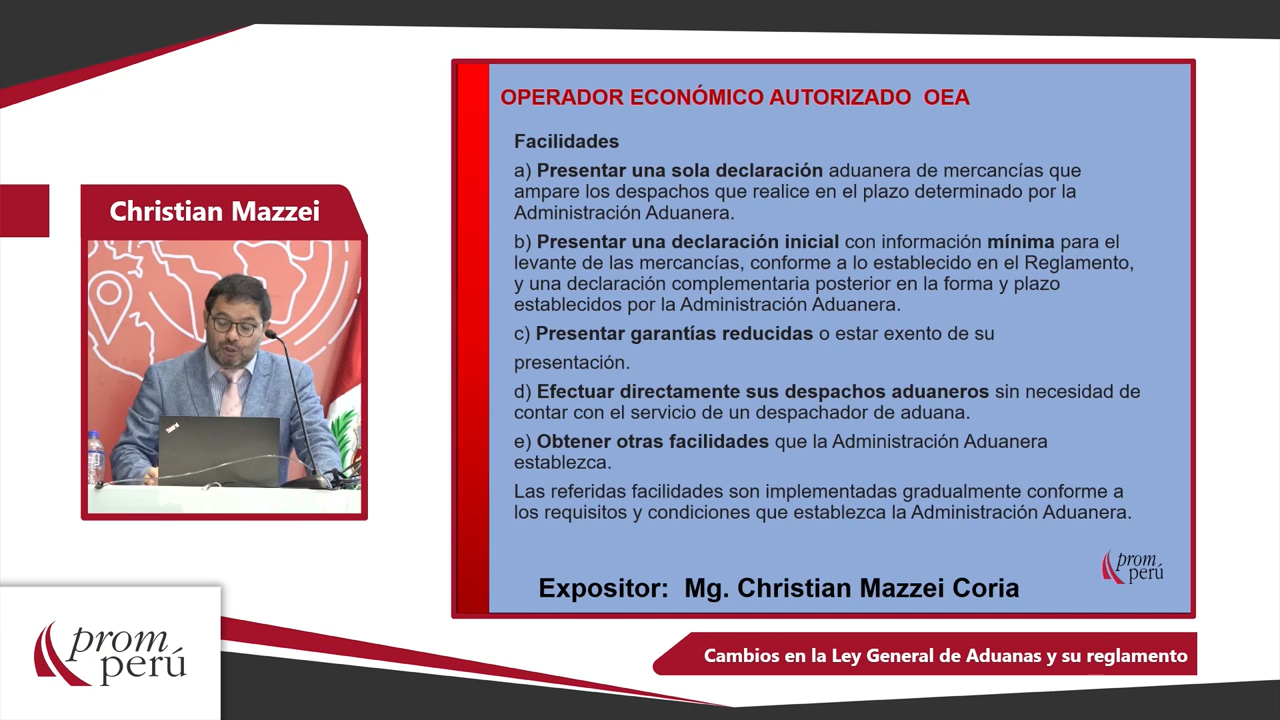 Christian Mazzei
ThinkPad
OPERADOR ECONÓMICO AUTORIZADO OEA
Facilidades
a) Presentar una sola declaración aduanera de mercancías que
ampare los despachos que realice en el plazo determinado por la
Administración Aduanera.
b) Presentar una declaración inicial con información mínima para el
levante de las mercancías, conforme a lo establecido en el Reglamento,
y una declaración complementaria posterior en la forma y plazo
establecidos por la Administración Aduanera.
c) Presentar garantías reducidas o estar exento de su
presentación.
d) Efectuar directamente sus despachos aduaneros sin necesidad de
contar con el servicio de un despachador de aduana.
e) Obtener otras facilidades que la Administración Aduanera
establezca.
Las referidas facilidades son implementadas gradualmente conforme a
los requisitos y condiciones que establezca la Administración Aduanera.
prom
perú
Expositor: Mg. Christian Mazzei Coria
prom
perú
Cambios en la Ley General de Aduanas y su reglamento